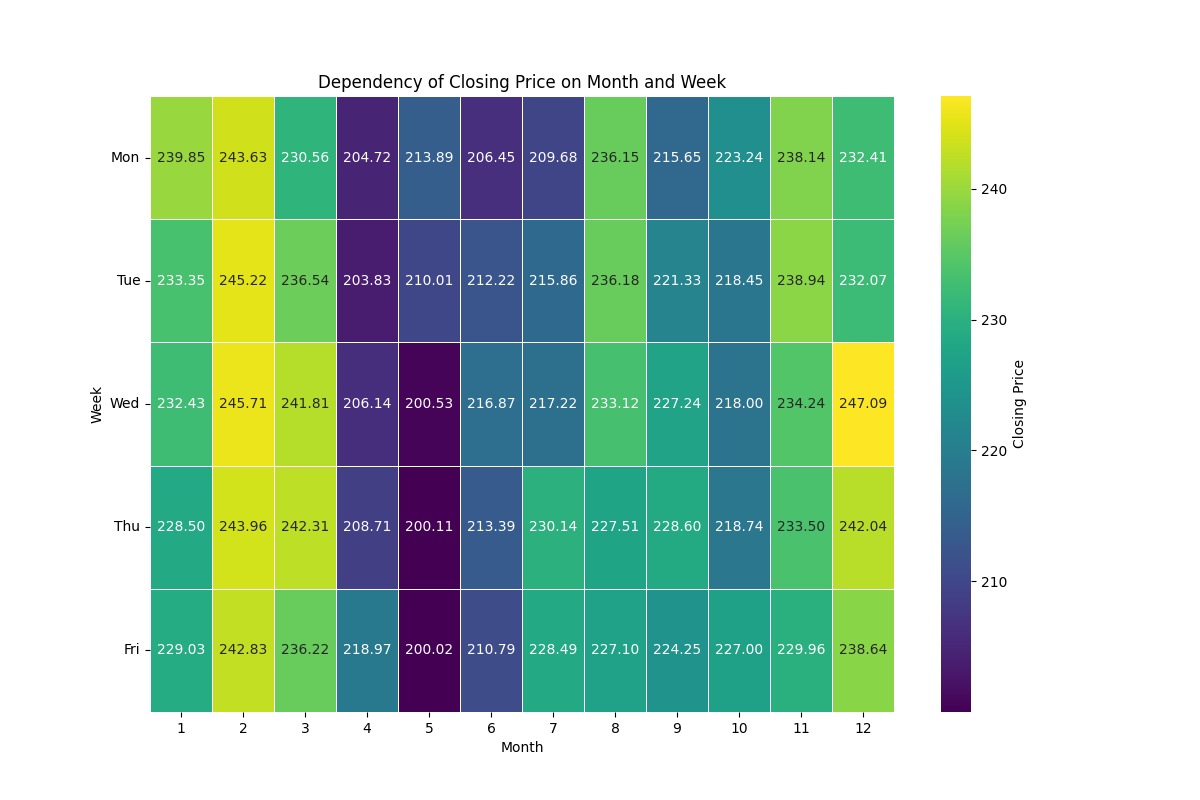 Dependency of Closing Price on Month and Week
Mon 239.85 243.63 230.56 204.72 213.89 206.45 209.68 236.15 215.65 223.24 238.14 232.41
Tue 233.35 245.22 236.54 203.83 210.01 212.22 215.86 236.18 221.33 218.45 238.94 232.07
Wed 232.43 245.71 241.81 206.14 200.53 216.87 217.22 233.12 227.24 218.00 234.24 247.09
Thu 228.50 243.96 242.31 208.71 200.11 213.39 230.14 227.51 228.60 218.74 233.50 242.04
Fri 229.03 242.83 236.22 218.97 200.02 210.79 228.49 227.10 224.25 227.00 229.96 238.64
1 2 3 4 5 6 7 8 9 10 11 12
Month
Week
240
230
220
210
Closing Price